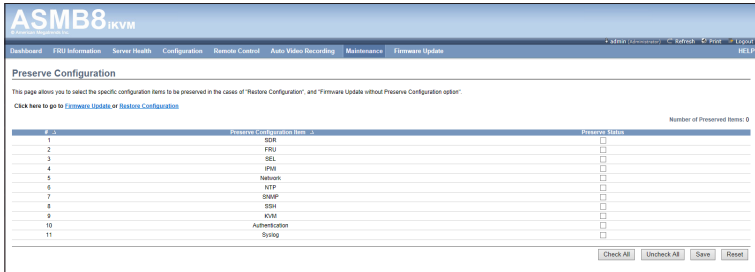 ASMB8 iKVM
© American Megatrends Inc.
admin (Administrator) Refresh Print Logout
Dashboard FRU Information Server Health Configuration Remote Control Auto Video Recording Maintenance Firmware Update HELP
Preserve Configuration
This page allows you to select the specific configuration items to be preserved in the cases of "Restore Configuration", and "Firmware Update without Preserve Configuration option".
Click here to go to Firmware Update or Restore Configuration
Number of Preserved Items: 0
# Preserve Configuration Item Preserve Status
1 SDR
2 FRU
3 SEL
4 IPMI
5 Network
6 NTP
7 SNMP
8 SSH
9 KVM
10 Authentication
11 Syslog
Check All Uncheck All Save Reset